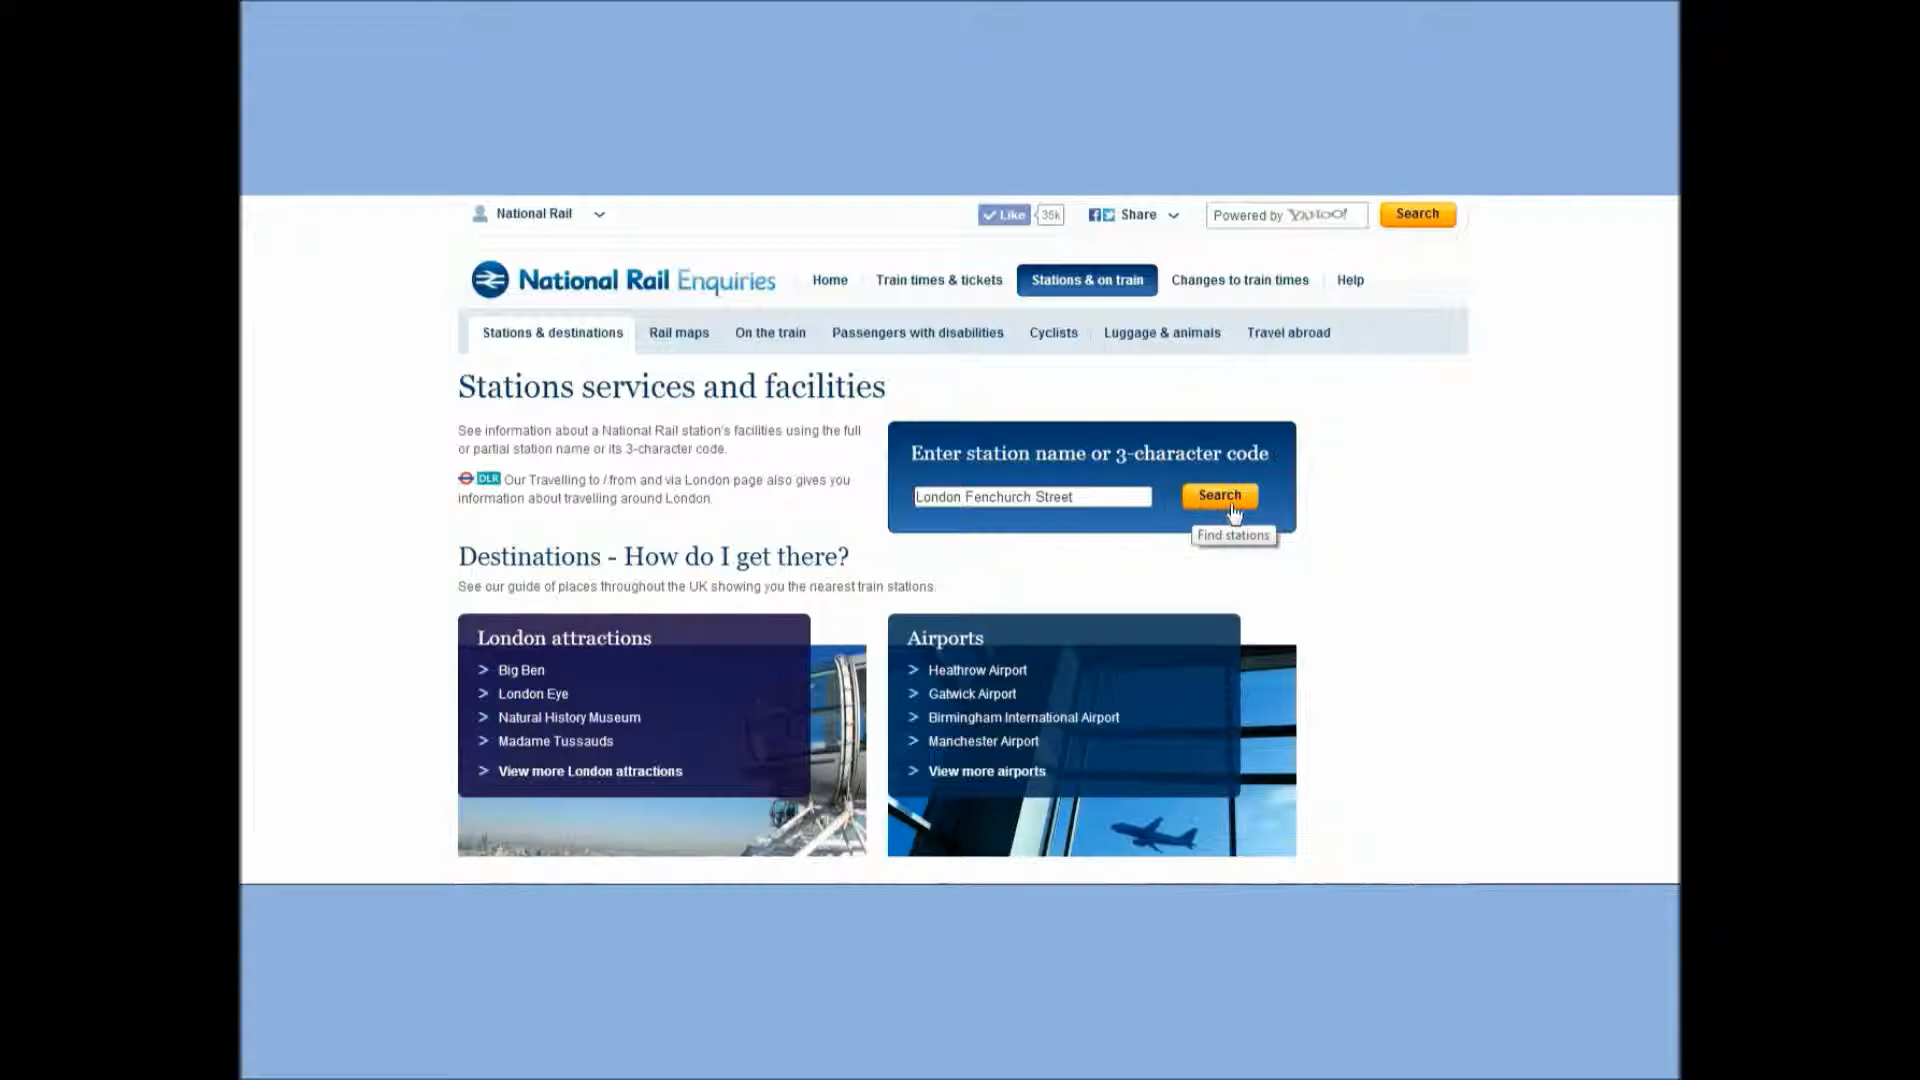 National Rail
Like 35k
Share
Powered by YAHOO!
Search
National Rail Enquiries
Home
Train times & tickets
Stations & on train
Changes to train times
Help
Stations & destinations
Rail maps
On the train
Passengers with disabilities
Cyclists
Luggage & animals
Travel abroad
Stations services and facilities
See information about a National Rail station's facilities using the full
or partial station name or its 3-character code.
DLR Our Travelling to / from and via London page also gives you
information about travelling around London.
Enter station name or 3-character code
London Fenchurch Street
Search
Find stations
Destinations - How do I get there?
See our guide of places throughout the UK showing you the nearest train stations.
London attractions
> Big Ben
> London Eye
> Natural History Museum
> Madame Tussauds
> View more London attractions
Airports
> Heathrow Airport
> Gatwick Airport
> Birmingham International Airport
> Manchester Airport
> View more airports